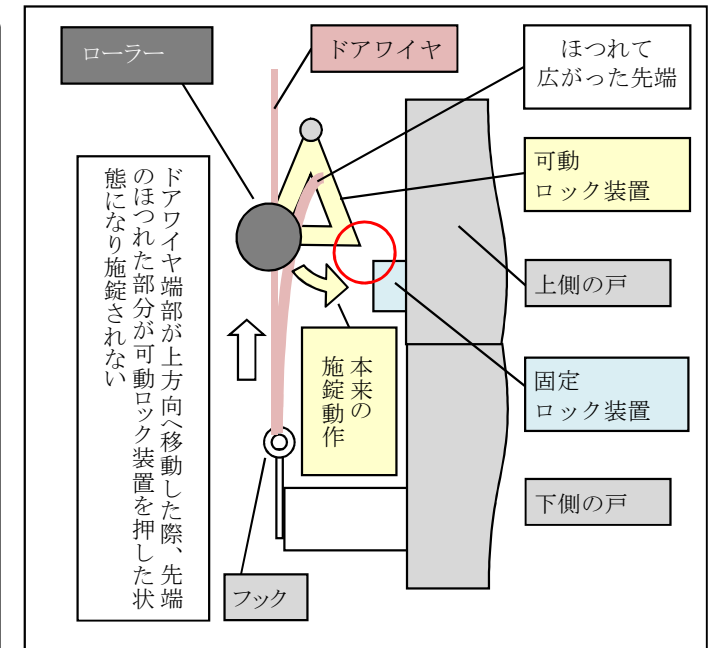 ローラー
ドアワイヤ
ほつれて
広がった先端
可動
ロック装置
上側の戸
固定
ロック装置
下側の戸
ドアワイヤ端部が上方向へ移動した際、先端
のほつれた部分が可動ロック装置を押した状
態になり施錠されない
本来の
施錠動作
フック